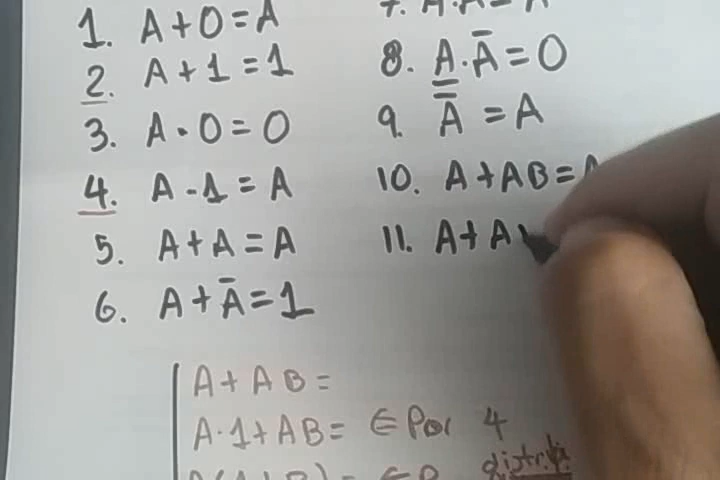 1. A+0=A
2. A+1=1
3. A·0=0
4. A·1=A
5. A+A=A
6. A+Ā=1
7. A·A=A
8. A·Ā=0
9. A̿=A
10. A+AB=A
11. A+A
A+AB=
A·1+AB= ∈ Por 4